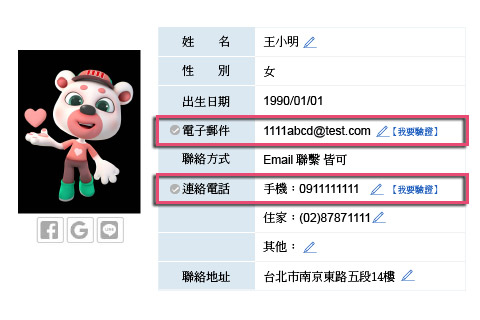 姓　　名 王小明
性　　別 女
出生日期 1990/01/01
電子郵件 1111abcd@test.com 【我要驗證】
聯絡方式 Email 聯繫 皆可
連絡電話 手機：0911111111 【我要驗證】
住家：(02)87871111
其他：
聯絡地址 台北市南京東路五段14樓
f G LINE